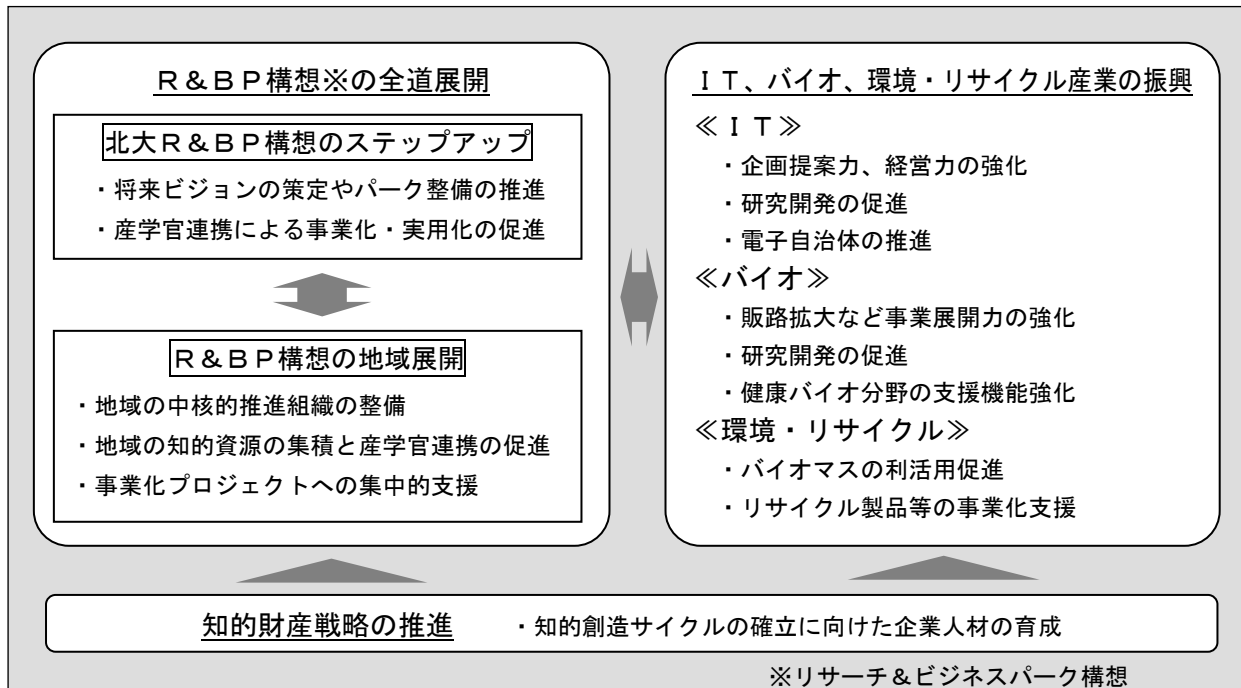 R&BP構想※の全道展開
北大R&BP構想のステップアップ
・将来ビジョンの策定やパーク整備の推進
・産学官連携による事業化・実用化の促進
R&BP構想の地域展開
・地域の中核的推進組織の整備
・地域の知的資源の集積と産学官連携の促進
・事業化プロジェクトへの集中的支援
IT、バイオ、環境・リサイクル産業の振興
≪IT≫
・企画提案力、経営力の強化
・研究開発の促進
・電子自治体の推進
≪バイオ≫
・販路拡大など事業展開力の強化
・研究開発の促進
・健康バイオ分野の支援機能強化
≪環境・リサイクル≫
・バイオマスの利活用促進
・リサイクル製品等の事業化支援
知的財産戦略の推進 ・知的創造サイクルの確立に向けた企業人材の育成
※リサーチ&ビジネスパーク構想